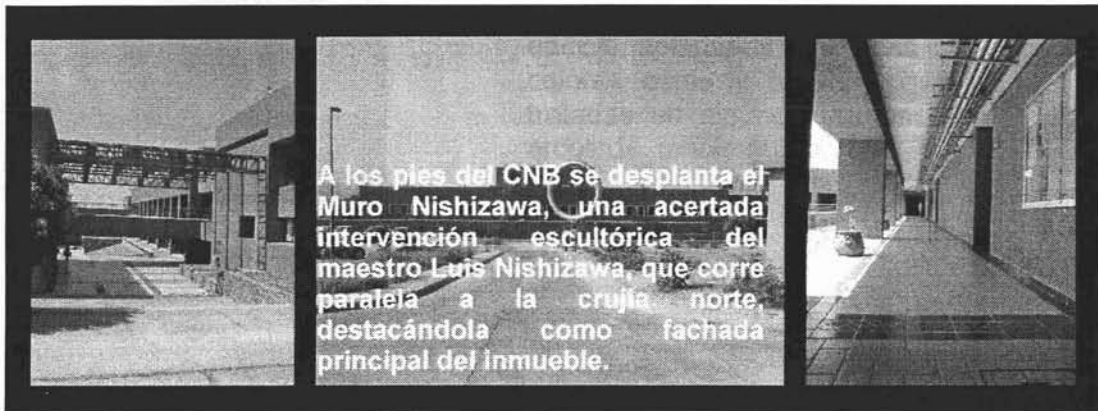 A los pies del CNB se desplanta el
Muro Nishizawa, una acertada
intervención escultórica del
maestro Luis Nishizawa, que corre
paralela a la crujía norte,
destacándola como fachada
principal del inmueble.